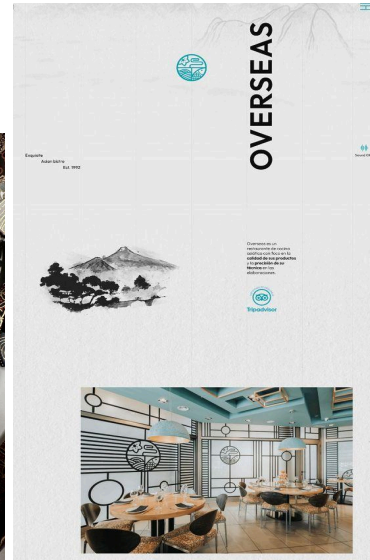 OVERSEAS
Exquisite
Asian bistro
Est. 1992
Overseas es un
restaurante de cocina
asiática con foco en la
calidad de sus productos
y la precisión de su
técnica en las
elaboraciones.
Tripadvisor